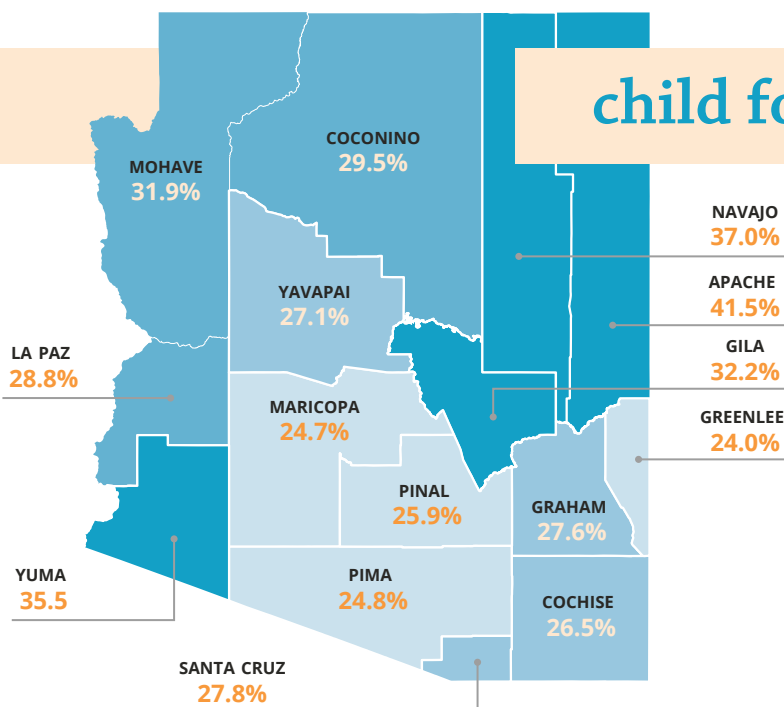 child fo
COCONINO
29.5%
MOHAVE
31.9%
NAVAJO
37.0%
YAVAPAI
27.1%
APACHE
41.5%
LA PAZ
28.8%
GILA
32.2%
MARICOPA
24.7%
GREENLEE
24.0%
PINAL
25.9%
GRAHAM
27.6%
YUMA
35.5
PIMA
24.8%
COCHISE
26.5%
SANTA CRUZ
27.8%